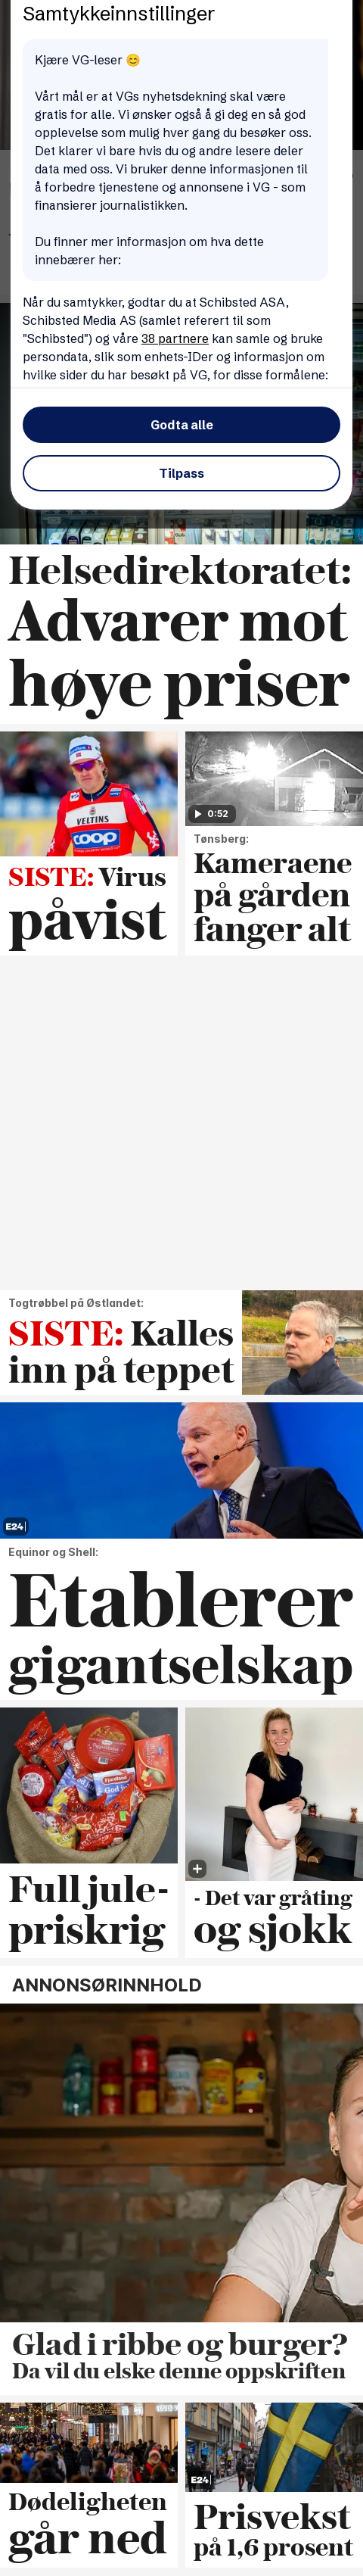 Samtykkeinnstillinger
Kjære VG-leser 😊
Vårt mål er at VGs nyhetsdekning skal være
gratis for alle. Vi ønsker også å gi deg en så god
opplevelse som mulig hver gang du besøker oss.
Det klarer vi bare hvis du og andre lesere deler
data med oss. Vi bruker denne informasjonen til
å forbedre tjenestene og annonsene i VG - som
finansierer journalistikken.
Du finner mer informasjon om hva dette
innebærer her:
Når du samtykker, godtar du at Schibsted ASA,
Schibsted Media AS (samlet referert til som
"Schibsted") og våre 38 partnere kan samle og bruke
persondata, slik som enhets-IDer og informasjon om
hvilke sider du har besøkt på VG, for disse formålene:
Godta alle
Tilpass
Helsedirektoratet:
Advarer mot
høye priser
VELTINS
coop
SISTE: Virus
påvist
0:52
Tønsberg:
Kameraene
på gården
fanger alt
Togtrøbbel på Østlandet:
SISTE: Kalles
inn på teppet
E24
Equinor og Shell:
Etablerer
gigantselskap
Full jule-
priskrig
- Det var gråting
og sjokk
ANNONSØRINNHOLD
Glad i ribbe og burger?
Da vil du elske denne oppskriften
Dødeligheten
går ned
E24
Prisvekst
på 1,6 prosent